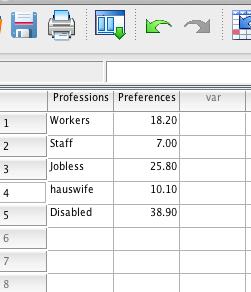 Professions Preferences var
1 Workers 18.20
2 Staff 7.00
3 Jobless 25.80
4 hauswife 10.10
5 Disabled 38.90
6
7
8